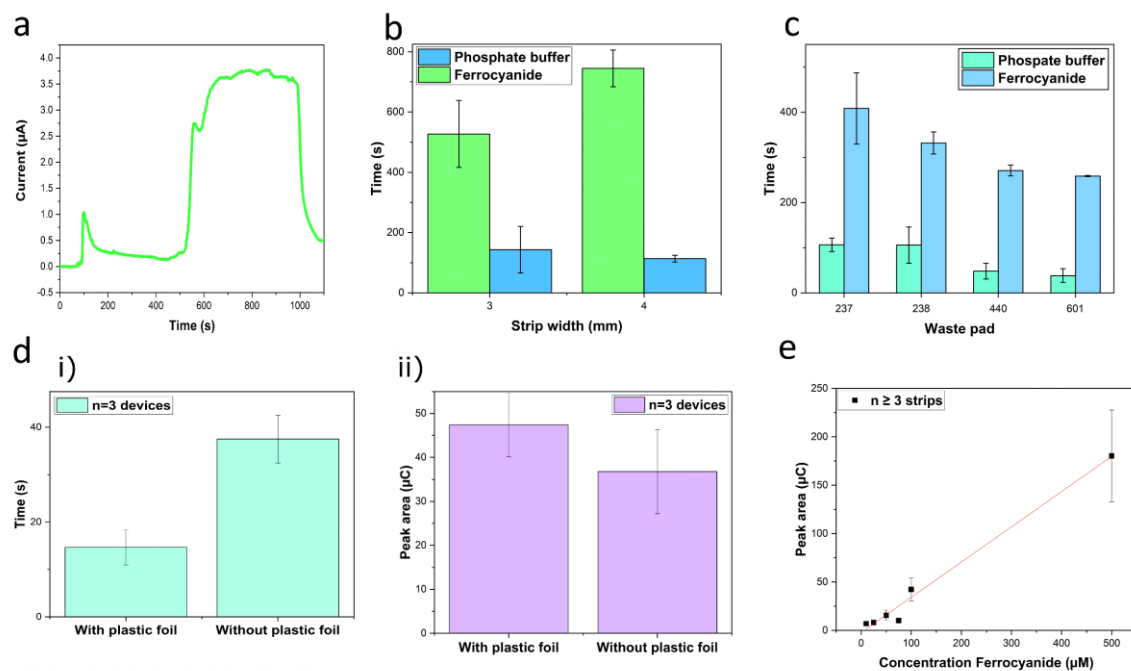 a
4.0
3.5
3.0
2.5
2.0
1.5
1.0
0.5
0.0
-0.5
0 200 400 600 800 1000
Current (µA)
Time (s)
b
Phosphate buffer
Ferrocyanide
800
600
400
200
0
3 4
Time (s)
Strip width (mm)
c
Phospate buffer
Ferrocyanide
400
200
0
237 238 440 601
Time (s)
Waste pad
d
i)
n=3 devices
40
20
0
Time (s)
With plastic foil Without plastic foil
ii)
n=3 devices
50
40
30
20
10
0
Peak area (µC)
With plastic foil Without plastic foil
e
n ≥ 3 strips
250
200
150
100
50
0
0 100 200 300 400 500
Peak area (µC)
Concentration Ferrocyanide (µM)